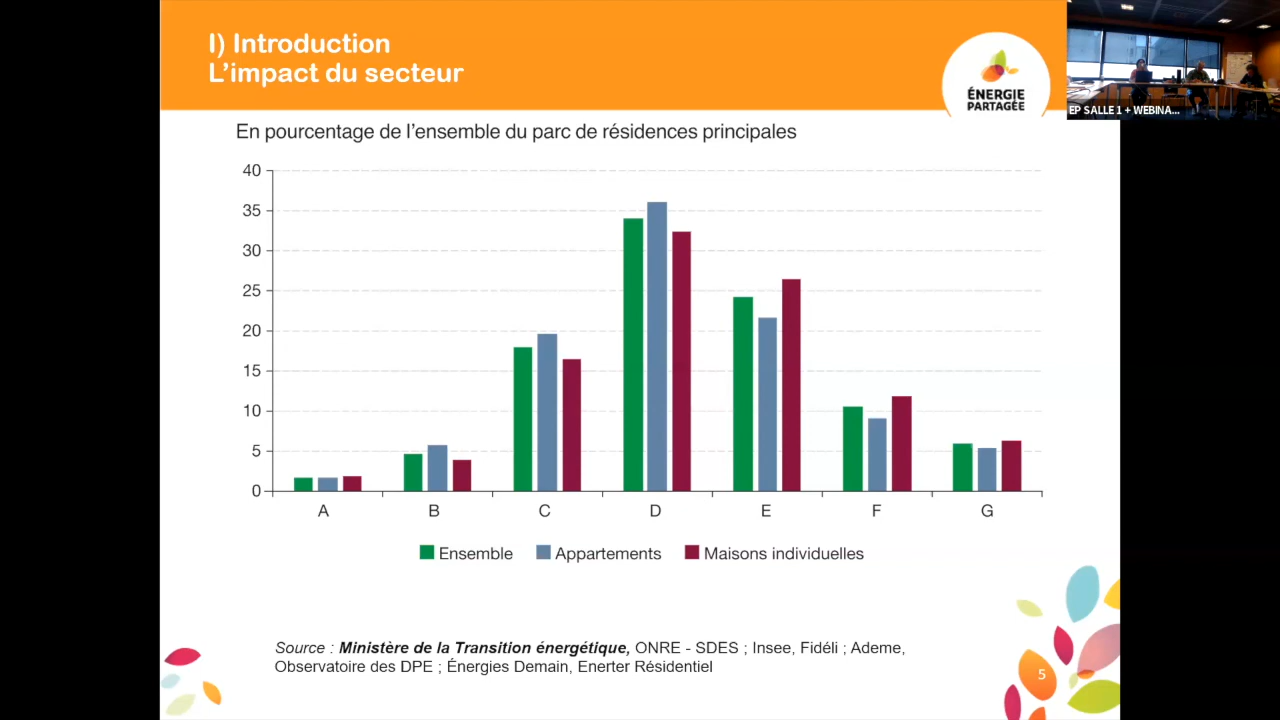 I) Introduction
L'impact du secteur
ÉNERGIE
PARTAGÉE
EP SALLE 1 + WEBINA...
En pourcentage de l'ensemble du parc de résidences principales
40
35
30
25
20
15
10
5
0
A B C D E F G
Ensemble Appartements Maisons individuelles
Source : Ministère de la Transition énergétique, ONRE - SDES ; Insee, Fidéli ; Ademe,
Observatoire des DPE ; Énergies Demain, Enerter Résidentiel
5